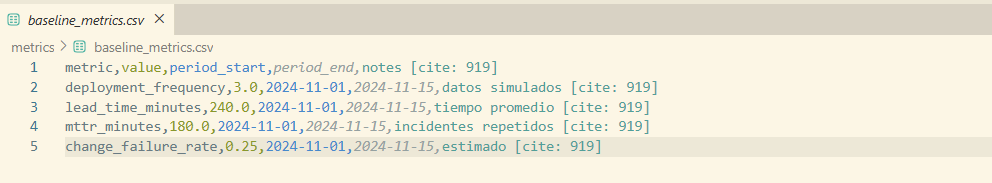 baseline_metrics.csv ×
metrics > baseline_metrics.csv
1 metric,value,period_start,period_end,notes [cite: 919]
2 deployment_frequency,3.0,2024-11-01,2024-11-15,datos simulados [cite: 919]
3 lead_time_minutes,240.0,2024-11-01,2024-11-15,tiempo promedio [cite: 919]
4 mttr_minutes,180.0,2024-11-01,2024-11-15,incidentes repetidos [cite: 919]
5 change_failure_rate,0.25,2024-11-01,2024-11-15,estimado [cite: 919]